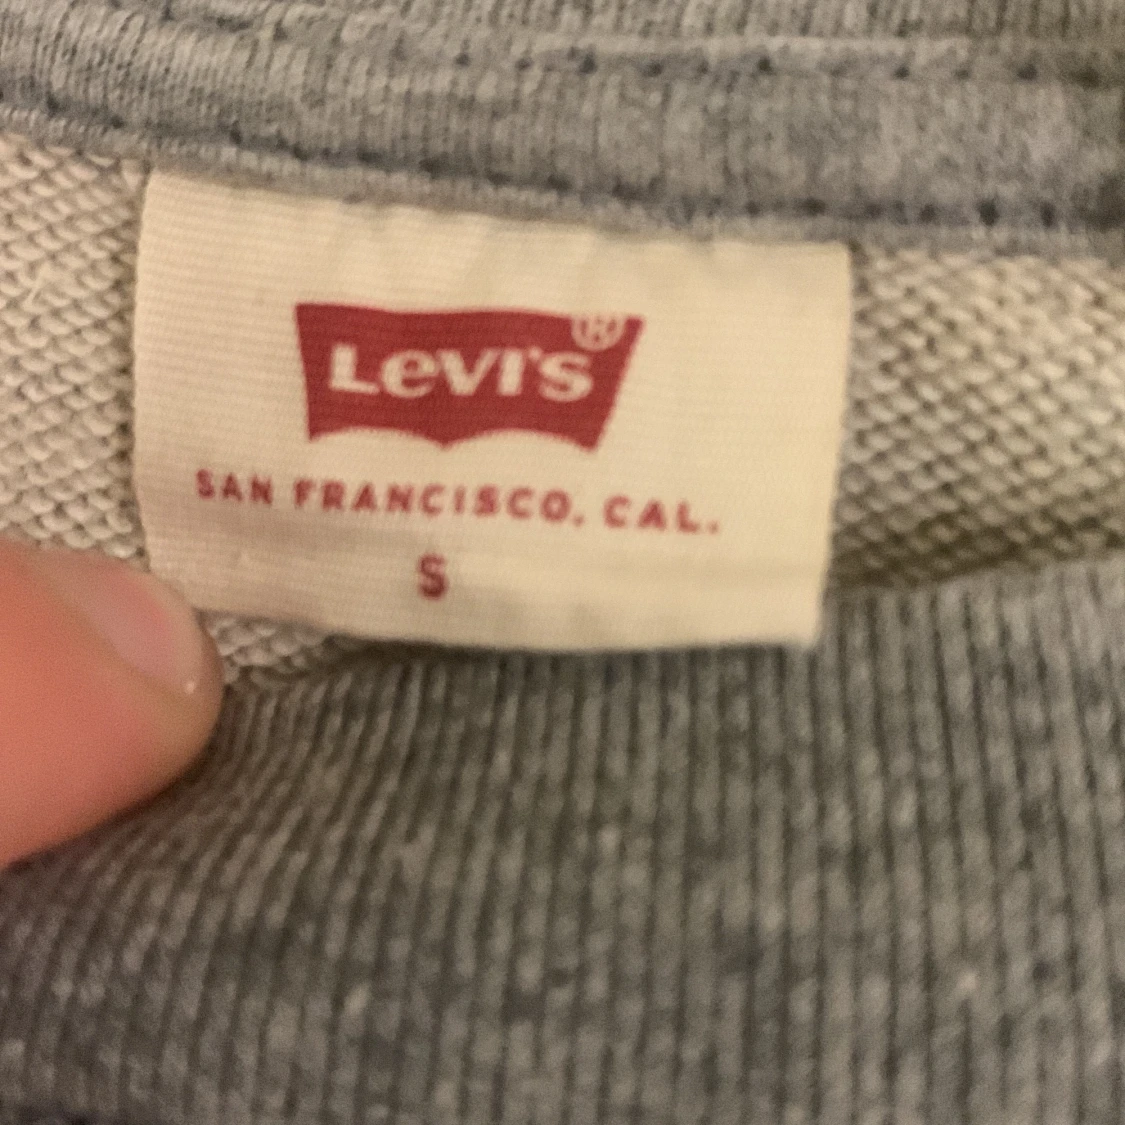 Levi's®
SAN FRANCISCO, CAL.
S